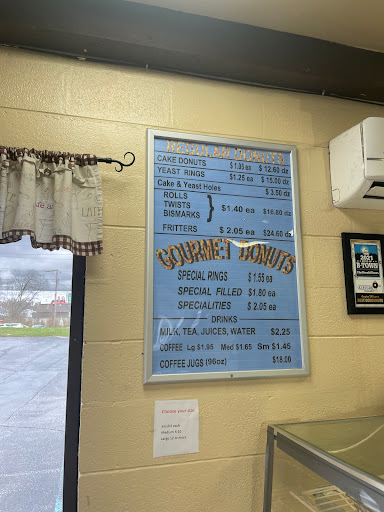 REGULAR DONUTS
CAKE DONUTS $ 1.05 ea $ 12.60 dz
YEAST RINGS $1.25 ea $ 15.00 dz
Cake & Yeast Holes $ 3.50 dz
ROLLS
TWISTS } $1.40 ea $16.80 dz
BISMARKS
FRITTERS $ 2.05 ea $24.60 dz
GOURMET DONUTS
SPECIAL RINGS $ 1.55 ea
SPECIAL FILLED $1.80 ea
SPECIALITIES $ 2.05 ea
DRINKS
MILK, TEA, JUICES, WATER $2.25
COFFEE Lg $1.95 Med $1.65 Sm $1.45
COFFEE JUGS (96oz) $18.00
2021
B-TOWN